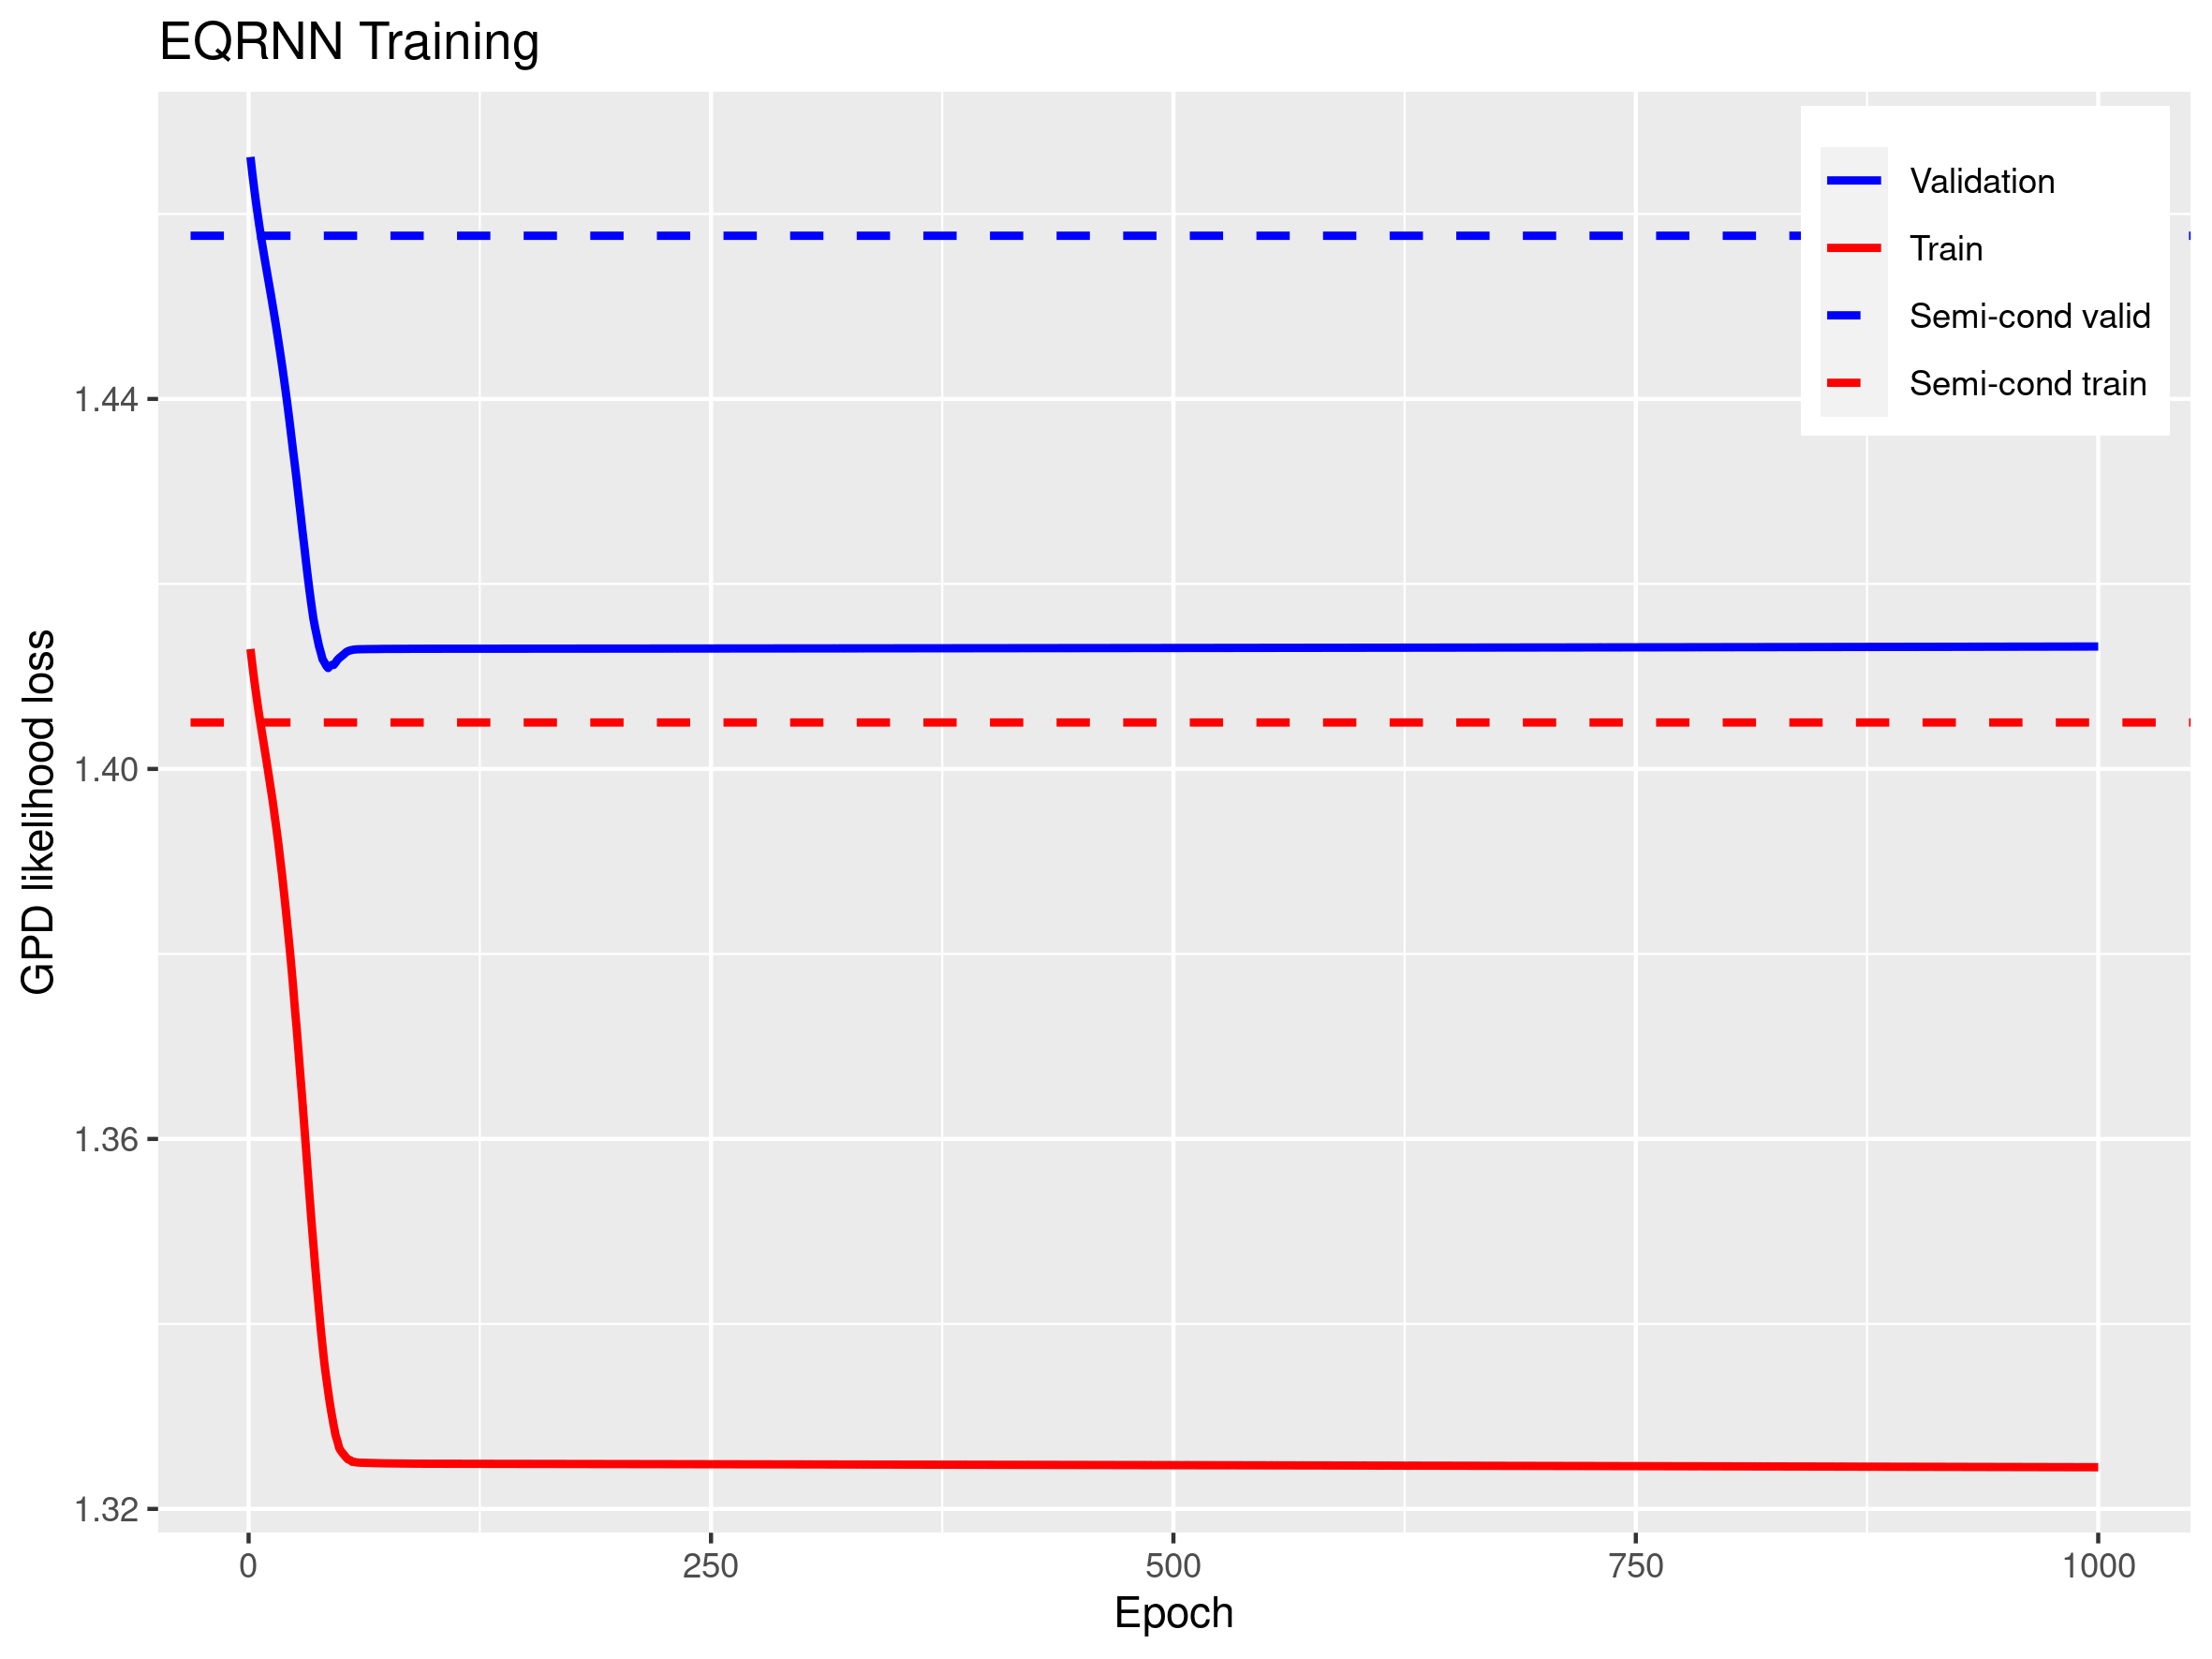 EQRNN Training
Validation
Train
Semi-cond valid
Semi-cond train
GPD likelihood loss
1.44
1.40
1.36
1.32
0 250 500 750 1000
Epoch